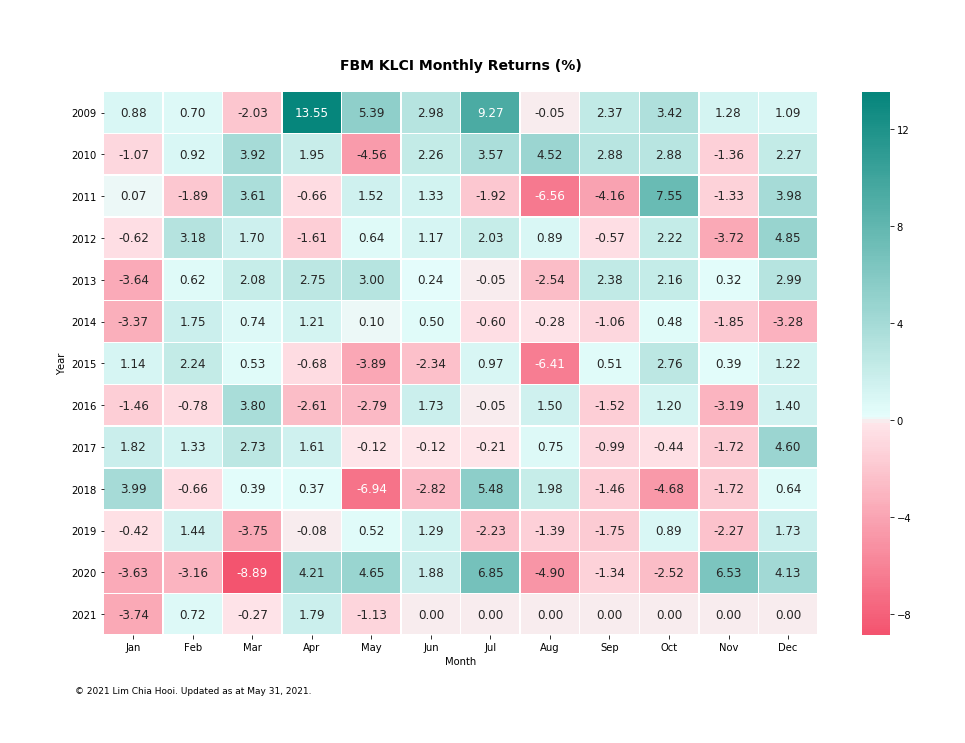 FBM KLCI Monthly Returns (%)
2009 0.88 0.70 -2.03 13.55 5.39 2.98 9.27 -0.05 2.37 3.42 1.28 1.09
12
2010 -1.07 0.92 3.92 1.95 -4.56 2.26 3.57 4.52 2.88 2.88 -1.36 2.27
2011 0.07 -1.89 3.61 -0.66 1.52 1.33 -1.92 -6.56 -4.16 7.55 -1.33 3.98
8
2012 -0.62 3.18 1.70 -1.61 0.64 1.17 2.03 0.89 -0.57 2.22 -3.72 4.85
2013 -3.64 0.62 2.08 2.75 3.00 0.24 -0.05 -2.54 2.38 2.16 0.32 2.99
2014 -3.37 1.75 0.74 1.21 0.10 0.50 -0.60 -0.28 -1.06 0.48 -1.85 -3.28
4
Year
2015 1.14 2.24 0.53 -0.68 -3.89 -2.34 0.97 -6.41 0.51 2.76 0.39 1.22
2016 -1.46 -0.78 3.80 -2.61 -2.79 1.73 -0.05 1.50 -1.52 1.20 -3.19 1.40
0
2017 1.82 1.33 2.73 1.61 -0.12 -0.12 -0.21 0.75 -0.99 -0.44 -1.72 4.60
2018 3.99 -0.66 0.39 0.37 -6.94 -2.82 5.48 1.98 -1.46 -4.68 -1.72 0.64
−4
2019 -0.42 1.44 -3.75 -0.08 0.52 1.29 -2.23 -1.39 -1.75 0.89 -2.27 1.73
2020 -3.63 -3.16 -8.89 4.21 4.65 1.88 6.85 -4.90 -1.34 -2.52 6.53 4.13
2021 -3.74 0.72 -0.27 1.79 -1.13 0.00 0.00 0.00 0.00 0.00 0.00 0.00
−8
Jan Feb Mar Apr May Jun Jul Aug Sep Oct Nov Dec
Month
© 2021 Lim Chia Hooi. Updated as at May 31, 2021.